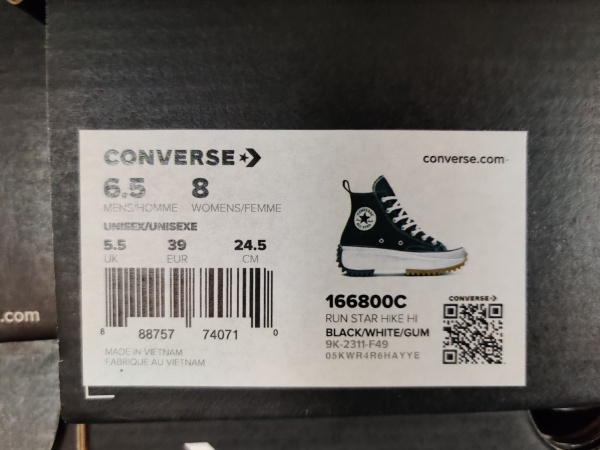 CONVERSE
converse.com
6.5 8
MENS/HOMME WOMENS/FEMME
UNISEX/UNISEXE
5.5 39 24.5
UK EUR CM
8 88757 74071 0
MADE IN VIETNAM
FABRIQUE AU VIETNAM
166800C
RUN STAR HIKE HI
BLACK/WHITE/GUM
9K-2311-F49
05KWR4R6HAYYE
CONVERSE
.com